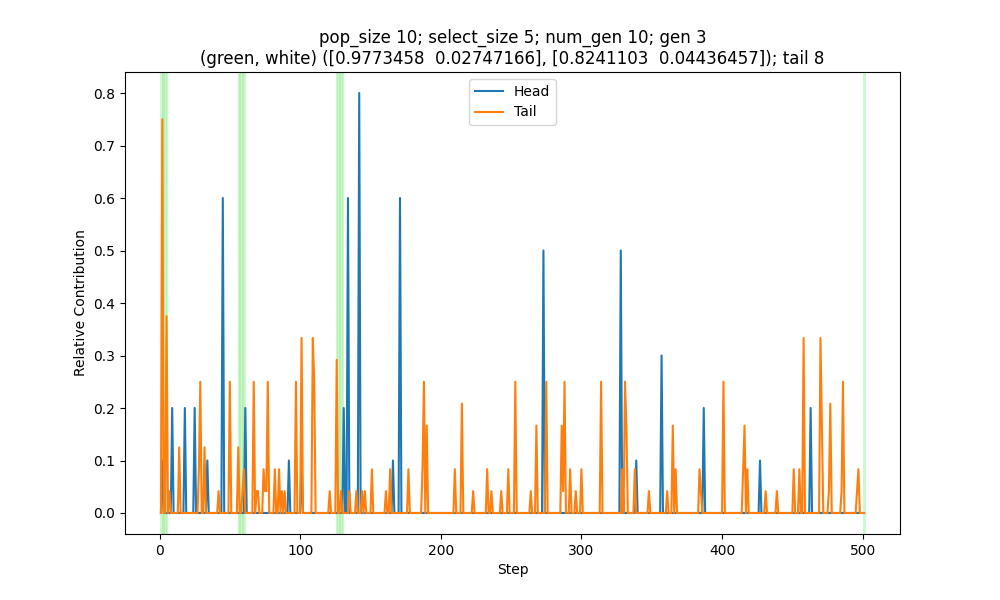 pop_size 10; select_size 5; num_gen 10; gen 3
(green, white) ([0.9773458  0.02747166], [0.8241103  0.04436457]); tail 8
Head
Tail
Relative Contribution
0.8
0.7
0.6
0.5
0.4
0.3
0.2
0.1
0.0
0 100 200 300 400 500
Step